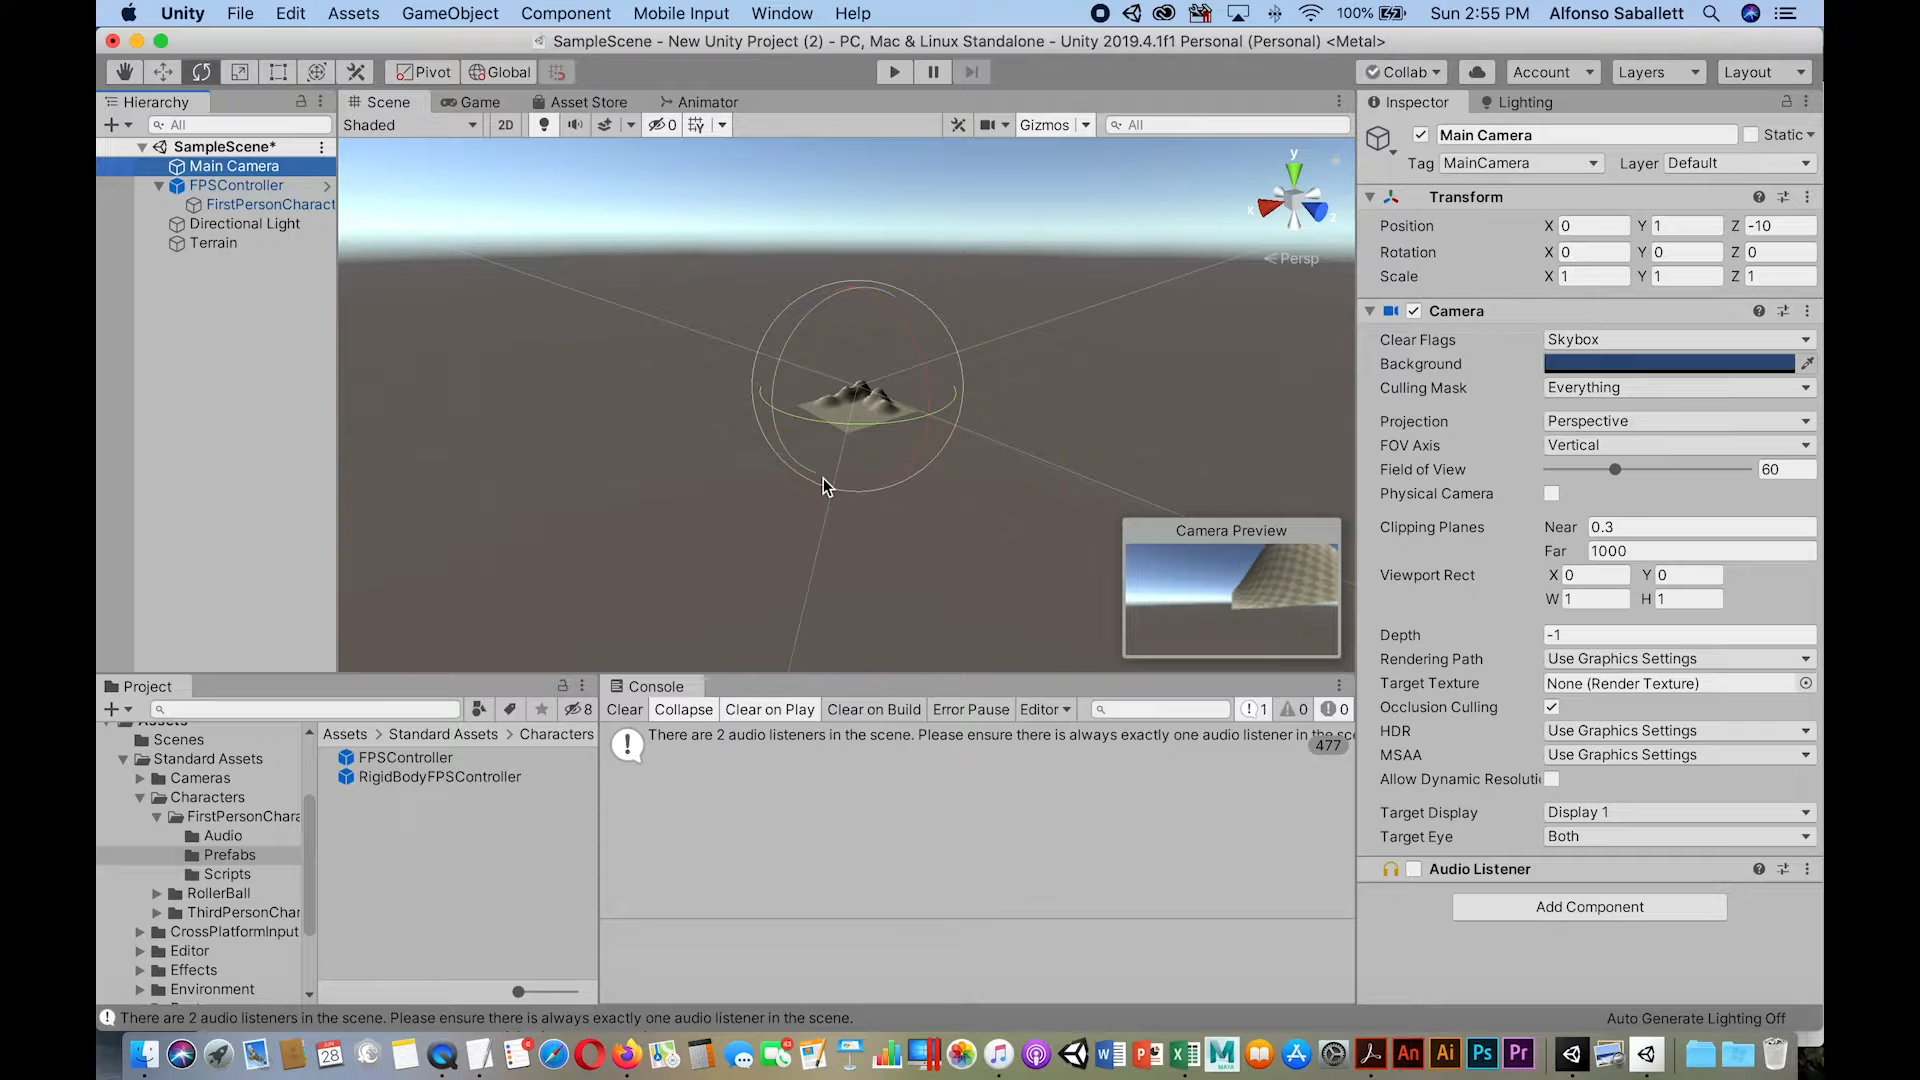 Unity File Edit Assets GameObject Component Mobile Input Window Help 100% Sun 2:55 PM Alfonso Saballett
SampleScene - New Unity Project (2) - PC, Mac & Linux Standalone - Unity 2019.4.1f1 Personal (Personal) <Metal>
Pivot Global Collab Account Layers Layout
Hierarchy Scene Game Asset Store Animator Inspector Lighting
All Shaded 2D 0 Gizmos All
SampleScene*
Main Camera
FPSController
FirstPersonCharact
Directional Light
Terrain
y
x
z
Persp
Camera Preview
Main Camera Static
Tag MainCamera Layer Default
Transform
Position X 0 Y 1 Z -10
Rotation X 0 Y 0 Z 0
Scale X 1 Y 1 Z 1
Camera
Clear Flags Skybox
Background
Culling Mask Everything
Projection Perspective
FOV Axis Vertical
Field of View 60
Physical Camera
Clipping Planes Near 0.3
Far 1000
Viewport Rect X 0 Y 0
W 1 H 1
Depth -1
Rendering Path Use Graphics Settings
Target Texture None (Render Texture)
Occlusion Culling
HDR Use Graphics Settings
MSAA Use Graphics Settings
Allow Dynamic Resoluti
Target Display Display 1
Target Eye Both
Audio Listener
Add Component
Project
8
Assets
Scenes
Standard Assets
Cameras
Characters
FirstPersonChara
Audio
Prefabs
Scripts
RollerBall
ThirdPersonChar
CrossPlatformInput
Editor
Effects
Environment
Assets > Standard Assets > Characters
FPSController
RigidBodyFPSController
Console
Clear Collapse Clear on Play Clear on Build Error Pause Editor 1 0 0
There are 2 audio listeners in the scene. Please ensure there is always exactly one audio listener in the sce
477
There are 2 audio listeners in the scene. Please ensure there is always exactly one audio listener in the scene.
Auto Generate Lighting Off
JUN 28 MAYA An Ai Ps Pr